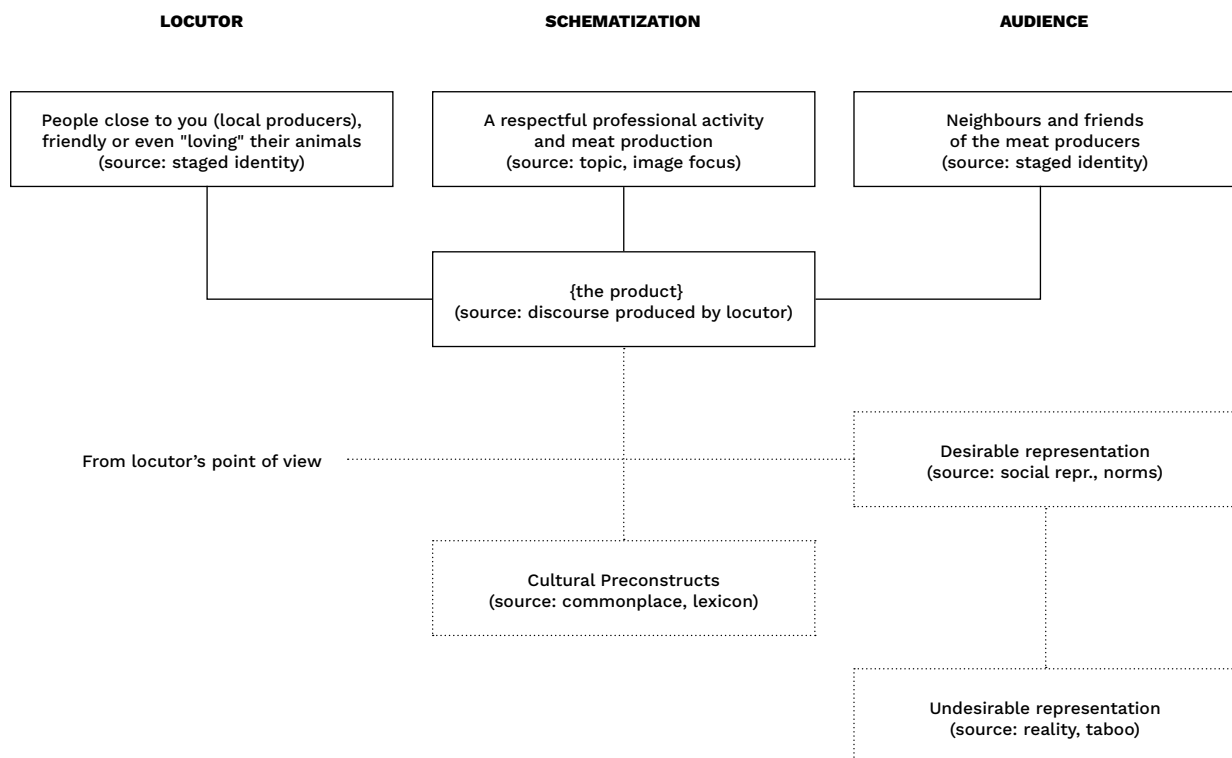 LOCUTOR
SCHEMATIZATION
AUDIENCE
People close to you (local producers),
friendly or even "loving" their animals
(source: staged identity)
A respectful professional activity
and meat production
(source: topic, image focus)
Neighbours and friends
of the meat producers
(source: staged identity)
{the product}
(source: discourse produced by locutor)
From locutor’s point of view
Desirable representation
(source: social repr., norms)
Cultural Preconstructs
(source: commonplace, lexicon)
Undesirable representation
(source: reality, taboo)